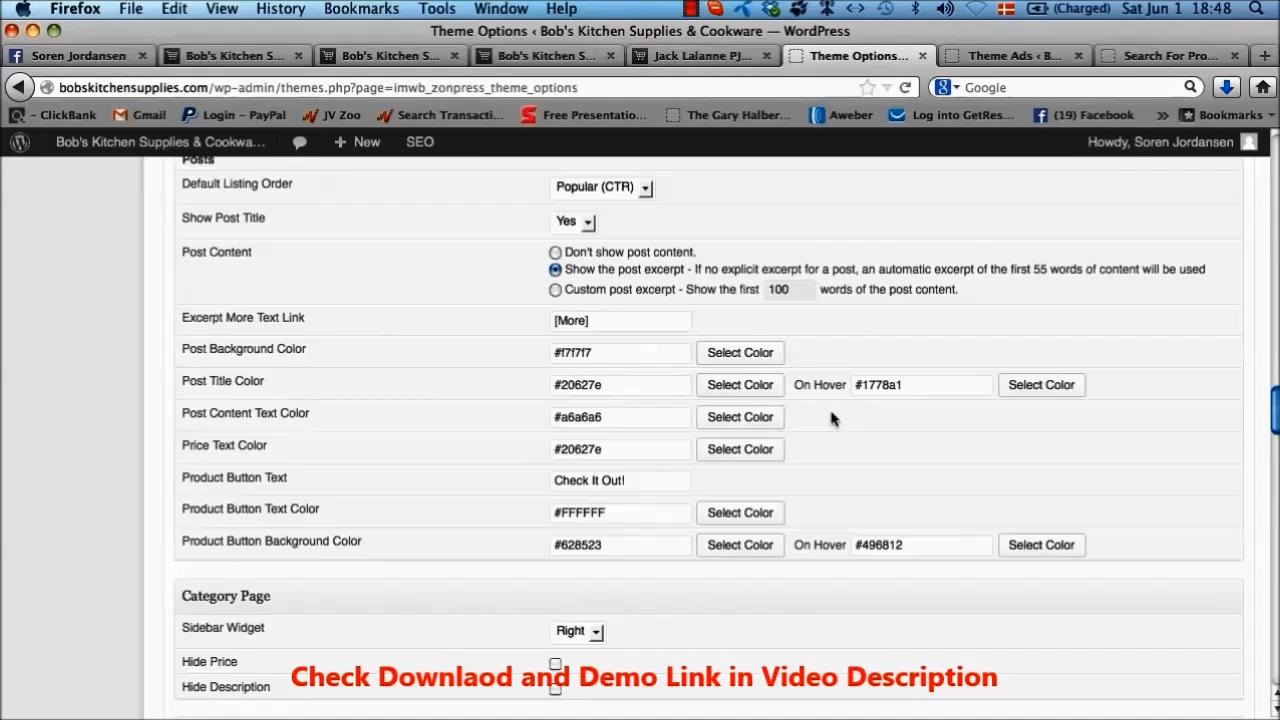 Firefox File Edit View History Bookmarks Tools Window Help (Charged) Sat Jun 1 18:48
Theme Options ‹ Bob's Kitchen Supplies & Cookware — WordPress
Soren Jordansen Bob's Kitchen S... Bob's Kitchen S... Bob's Kitchen S... Jack Lalanne PJ... Theme Options... Theme Ads ‹ B... Search For Pro...
bobskitchensupplies.com/wp-admin/themes.php?page=imwb_zonpress_theme_options Google
– ClickBank Gmail Login – PayPal JV Zoo Search Transacti... Free Presentatio... The Gary Halber... Aweber Log into GetRes... (19) Facebook » Bookmarks
Bob's Kitchen Supplies & Cookwa... + New SEO Howdy, Soren Jordansen
Posts
Default Listing Order Popular (CTR)
Show Post Title Yes
Post Content Don't show post content.
Show the post excerpt - If no explicit excerpt for a post, an automatic excerpt of the first 55 words of content will be used
Custom post excerpt - Show the first 100 words of the post content.
Excerpt More Text Link [More]
Post Background Color #f7f7f7 Select Color
Post Title Color #20627e Select Color On Hover #1778a1 Select Color
Post Content Text Color #a6a6a6 Select Color
Price Text Color #20627e Select Color
Product Button Text Check It Out!
Product Button Text Color #FFFFFF Select Color
Product Button Background Color #628523 Select Color On Hover #496812 Select Color
Category Page
Sidebar Widget Right
Hide Price
Check Downlaod and Demo Link in Video Description
Hide Description